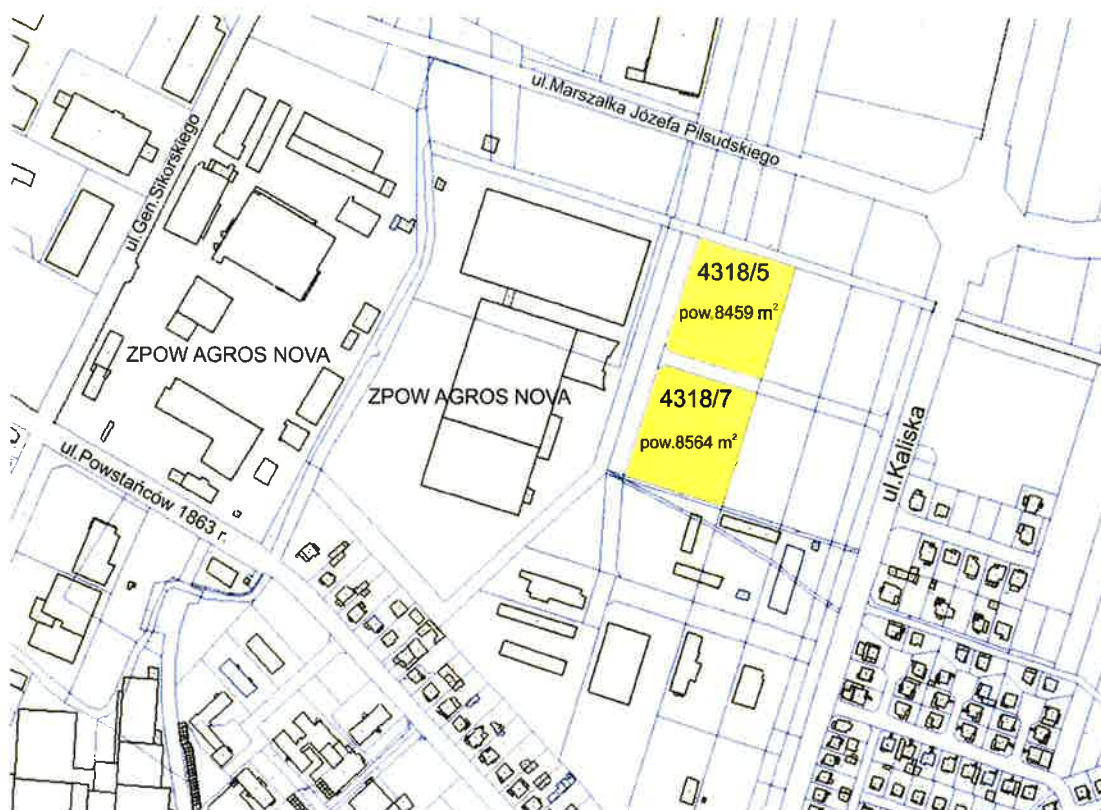 ul.Marszałka Józefa Piłsudskiego
ul.Gen.Sikorskiego
4318/5
pow.8459 m²
ZPOW AGROS NOVA
ZPOW AGROS NOVA
4318/7
pow.8564 m²
ul.Kaliska
ul.Powstańców 1863 r.